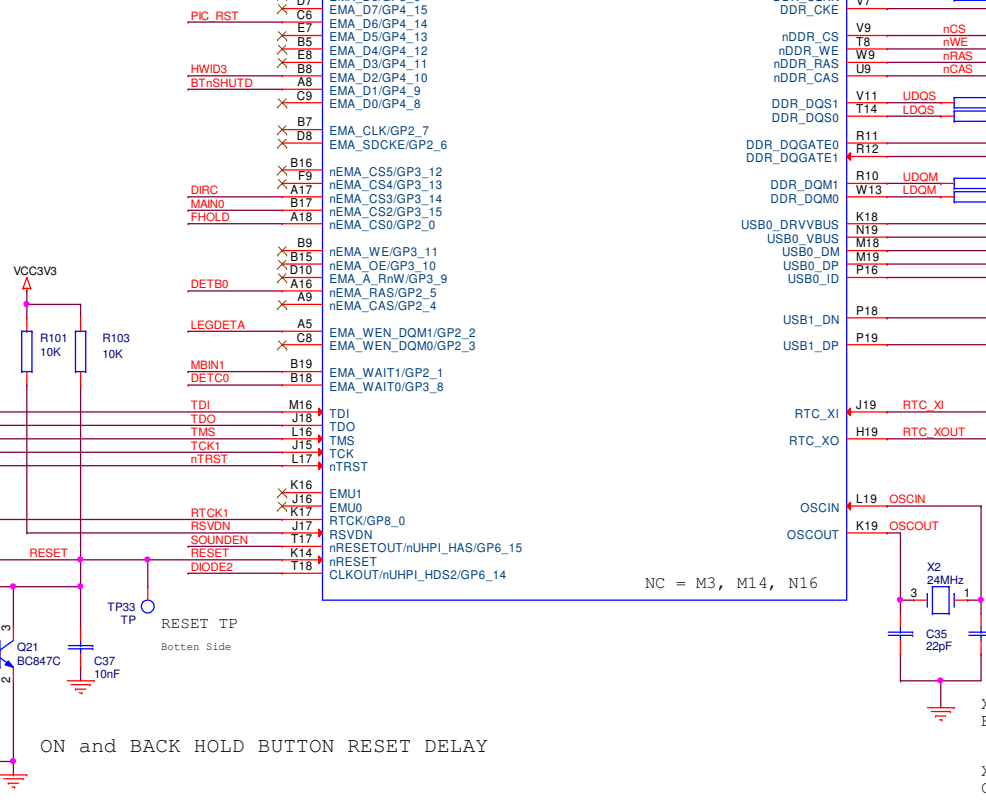 D7 EMA_D7/GP4_15
PIC_RST C6 EMA_D6/GP4_14
E7 EMA_D5/GP4_13
B5 EMA_D4/GP4_12
E8 EMA_D3/GP4_11
HWID3 B8 EMA_D2/GP4_10
BTnSHUTD A8 EMA_D1/GP4_9
C9 EMA_D0/GP4_8
B7 EMA_CLK/GP2_7
D8 EMA_SDCKE/GP2_6
B16 nEMA_CS5/GP3_12
F9 nEMA_CS4/GP3_13
DIRC A17 nEMA_CS3/GP3_14
MAIN0 B17 nEMA_CS2/GP3_15
FHOLD A18 nEMA_CS0/GP2_0
B9 nEMA_WE/GP3_11
B15 nEMA_OE/GP3_10
D10 EMA_A_RnW/GP3_9
DETB0 A16 nEMA_RAS/GP2_5
A9 nEMA_CAS/GP2_4
LEGDETA A5 EMA_WEN_DQM1/GP2_2
C8 EMA_WEN_DQM0/GP2_3
MBIN1 B19 EMA_WAIT1/GP2_1
DETC0 B18 EMA_WAIT0/GP3_8
TDI M16 TDI
TDO J18 TDO
TMS L16 TMS
TCK1 J15 TCK
nTRST L17 nTRST
K16 EMU1
J16 EMU0
RTCK1 K17 RTCK/GP8_0
RSVDN J17 RSVDN
SOUNDEN T17 nRESETOUT/nUHPI_HAS/GP6_15
RESET RESET K14 nRESET
DIODE2 T18 CLKOUT/nUHPI_HDS2/GP6_14
DDR_CKE V7
nDDR_CS V9 nCS
nDDR_WE T8 nWE
nDDR_RAS W9 nRAS
nDDR_CAS U9 nCAS
DDR_DQS1 V11 UDQS
DDR_DQS0 T14 LDQS
DDR_DQGATE0 R11
DDR_DQGATE1 R12
DDR_DQM1 R10 UDQM
DDR_DQM0 W13 LDQM
USB0_DRVVBUS K18
USB0_VBUS N19
USB0_DM M18
USB0_DP M19
USB0_ID P16
USB1_DN P18
USB1_DP P19
RTC_XI J19 RTC_XI
RTC_XO H19 RTC_XOUT
OSCIN L19 OSCIN
OSCOUT K19 OSCOUT
NC = M3, M14, N16
VCC3V3
R101
10K
R103
10K
TP33
TP
RESET TP
Botten Side
3
Q21
BC847C
2
C37
10nF
X2
24MHz
3 1
C35
22pF
ON and BACK HOLD BUTTON RESET DELAY